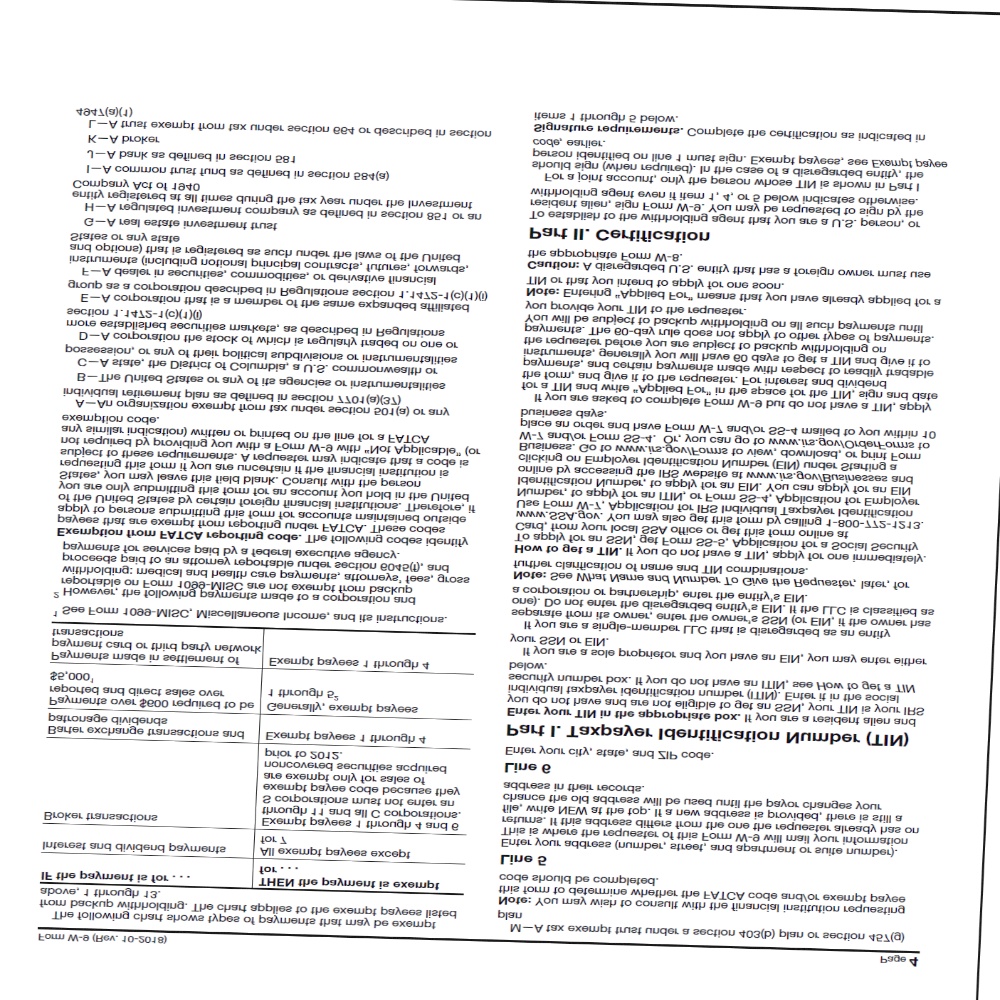 Form W-9 (Rev. 10-2018)
Page 4
The following chart shows types of payments that may be exempt
from backup withholding. The chart applies to the exempt payees listed
above, 1 through 13.
IF the payment is for . . .
THEN the payment is exempt
for . . .
Interest and dividend payments
All exempt payees except
for 7
Broker transactions
Exempt payees 1 through 4 and 6
through 11 and all C corporations.
S corporations must not enter an
exempt payee code because they
are exempt only for sales of
noncovered securities acquired
prior to 2012.
Barter exchange transactions and
patronage dividends
Exempt payees 1 through 4
Payments over $600 required to be
reported and direct sales over
$5,000¹
Generally, exempt payees
1 through 5²
Payments made in settlement of
payment card or third party network
transactions
Exempt payees 1 through 4
¹ See Form 1099-MISC, Miscellaneous Income, and its instructions.
² However, the following payments made to a corporation and
reportable on Form 1099-MISC are not exempt from backup
withholding: medical and health care payments, attorneys' fees, gross
proceeds paid to an attorney reportable under section 6045(f), and
payments for services paid by a federal executive agency.
Exemption from FATCA reporting code. The following codes identify
payees that are exempt from reporting under FATCA. These codes
apply to persons submitting this form for accounts maintained outside
of the United States by certain foreign financial institutions. Therefore, if
you are only submitting this form for an account you hold in the United
States, you may leave this field blank. Consult with the person
requesting this form if you are uncertain if the financial institution is
subject to these requirements. A requester may indicate that a code is
not required by providing you with a Form W-9 with "Not Applicable" (or
any similar indication) written or printed on the line for a FATCA
exemption code.
A—An organization exempt from tax under section 501(a) or any
individual retirement plan as defined in section 7701(a)(37)
B—The United States or any of its agencies or instrumentalities
C—A state, the District of Columbia, a U.S. commonwealth or
possession, or any of their political subdivisions or instrumentalities
D—A corporation the stock of which is regularly traded on one or
more established securities markets, as described in Regulations
section 1.1472-1(c)(1)(i)
E—A corporation that is a member of the same expanded affiliated
group as a corporation described in Regulations section 1.1472-1(c)(1)(i)
F—A dealer in securities, commodities, or derivative financial
instruments (including notional principal contracts, futures, forwards,
and options) that is registered as such under the laws of the United
States or any state
G—A real estate investment trust
H—A regulated investment company as defined in section 851 or an
entity registered at all times during the tax year under the Investment
Company Act of 1940
I—A common trust fund as defined in section 584(a)
J—A bank as defined in section 581
K—A broker
L—A trust exempt from tax under section 664 or described in section
4947(a)(1)
M—A tax exempt trust under a section 403(b) plan or section 457(g)
plan
Note: You may wish to consult with the financial institution requesting
this form to determine whether the FATCA code and/or exempt payee
code should be completed.
Line 5
Enter your address (number, street, and apartment or suite number).
This is where the requester of this Form W-9 will mail your information
returns. If this address differs from the one the requester already has on
file, write NEW at the top. If a new address is provided, there is still a
chance the old address will be used until the payor changes your
address in their records.
Line 6
Enter your city, state, and ZIP code.
Part I. Taxpayer Identification Number (TIN)
Enter your TIN in the appropriate box. If you are a resident alien and
you do not have and are not eligible to get an SSN, your TIN is your IRS
individual taxpayer identification number (ITIN). Enter it in the social
security number box. If you do not have an ITIN, see How to get a TIN
below.
If you are a sole proprietor and you have an EIN, you may enter either
your SSN or EIN.
If you are a single-member LLC that is disregarded as an entity
separate from its owner, enter the owner's SSN (or EIN, if the owner has
one). Do not enter the disregarded entity's EIN. If the LLC is classified as
a corporation or partnership, enter the entity's EIN.
Note: See What Name and Number To Give the Requester, later, for
further clarification of name and TIN combinations.
How to get a TIN. If you do not have a TIN, apply for one immediately.
To apply for an SSN, get Form SS-5, Application for a Social Security
Card, from your local SSA office or get this form online at
www.SSA.gov. You may also get this form by calling 1-800-772-1213.
Use Form W-7, Application for IRS Individual Taxpayer Identification
Number, to apply for an ITIN, or Form SS-4, Application for Employer
Identification Number, to apply for an EIN. You can apply for an EIN
online by accessing the IRS website at www.irs.gov/Businesses and
clicking on Employer Identification Number (EIN) under Starting a
Business. Go to www.irs.gov/Forms to view, download, or print Form
W-7 and/or Form SS-4. Or, you can go to www.irs.gov/OrderForms to
place an order and have Form W-7 and/or SS-4 mailed to you within 10
business days.
If you are asked to complete Form W-9 but do not have a TIN, apply
for a TIN and write "Applied For" in the space for the TIN, sign and date
the form, and give it to the requester. For interest and dividend
payments, and certain payments made with respect to readily tradable
instruments, generally you will have 60 days to get a TIN and give it to
the requester before you are subject to backup withholding on
payments. The 60-day rule does not apply to other types of payments.
You will be subject to backup withholding on all such payments until
you provide your TIN to the requester.
Note: Entering "Applied For" means that you have already applied for a
TIN or that you intend to apply for one soon.
Caution: A disregarded U.S. entity that has a foreign owner must use
the appropriate Form W-8.
Part II. Certification
To establish to the withholding agent that you are a U.S. person, or
resident alien, sign Form W-9. You may be requested to sign by the
withholding agent even if item 1, 4, or 5 below indicates otherwise.
For a joint account, only the person whose TIN is shown in Part I
should sign (when required). In the case of a disregarded entity, the
person identified on line 1 must sign. Exempt payees, see Exempt payee
code, earlier.
Signature requirements. Complete the certification as indicated in
items 1 through 5 below.